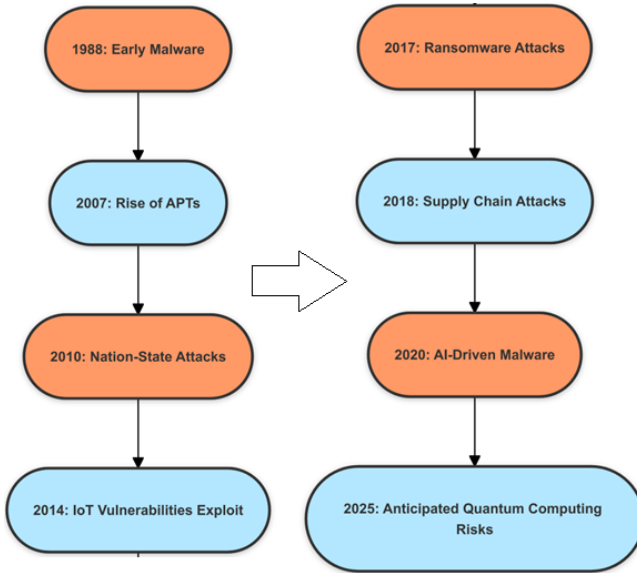 1988: Early Malware
2007: Rise of APTs
2010: Nation-State Attacks
2014: IoT Vulnerabilities Exploit
2017: Ransomware Attacks
2018: Supply Chain Attacks
2020: AI-Driven Malware
2025: Anticipated Quantum Computing
Risks